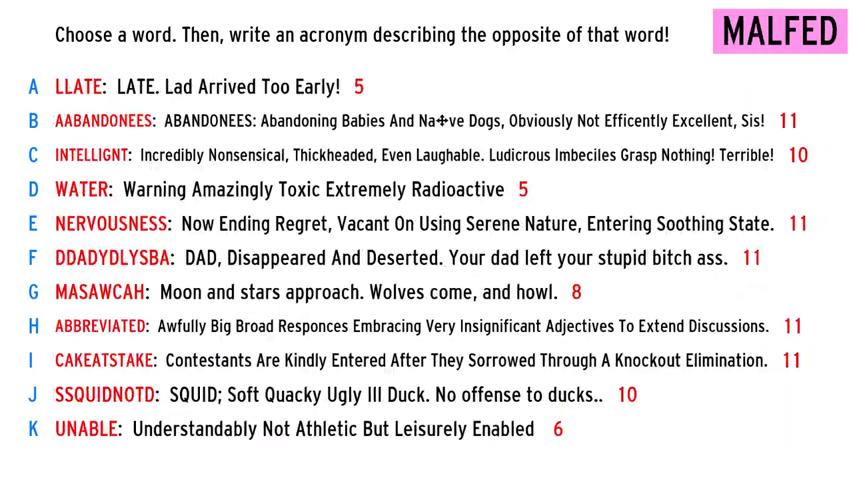 Choose a word. Then, write an acronym describing the opposite of that word!
MALFED
A LLATE: LATE. Lad Arrived Too Early! 5
B AABANDONEES: ABANDONEES: Abandoning Babies And Na✢ve Dogs, Obviously Not Efficently Excellent, Sis! 11
C INTELLIGNT: Incredibly Nonsensical, Thickheaded, Even Laughable. Ludicrous Imbeciles Grasp Nothing! Terrible! 10
D WATER: Warning Amazingly Toxic Extremely Radioactive 5
E NERVOUSNESS: Now Ending Regret, Vacant On Using Serene Nature, Entering Soothing State. 11
F DDADYDLYSBA: DAD, Disappeared And Deserted. Your dad left your stupid bitch ass. 11
G MASAWCAH: Moon and stars approach. Wolves come, and howl. 8
H ABBREVIATED: Awfully Big Broad Responces Embracing Very Insignificant Adjectives To Extend Discussions. 11
I CAKEATSTAKE: Contestants Are Kindly Entered After They Sorrowed Through A Knockout Elimination. 11
J SSQUIDNOTD: SQUID; Soft Quacky Ugly Ill Duck. No offense to ducks.. 10
K UNABLE: Understandably Not Athletic But Leisurely Enabled 6